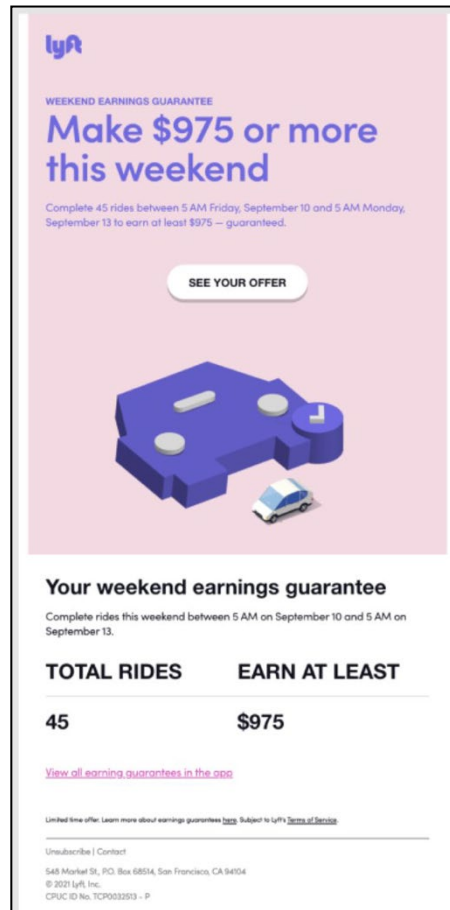 lyft
WEEKEND EARNINGS GUARANTEE
Make $975 or more
this weekend
Complete 45 rides between 5 AM Friday, September 10 and 5 AM Monday,
September 13 to earn at least $975 — guaranteed.
SEE YOUR OFFER
Your weekend earnings guarantee
Complete rides this weekend between 5 AM on September 10 and 5 AM on
September 13.
TOTAL RIDES EARN AT LEAST
45 $975
View all earning guarantees in the app
Limited time offer. Learn more about earnings guarantees here. Subject to Lyft's Terms of Service.
Unsubscribe | Contact
548 Market St., P.O. Box 68514, San Francisco, CA 94104
© 2021 Lyft, Inc.
CPUC ID No. TCP0032513 - P